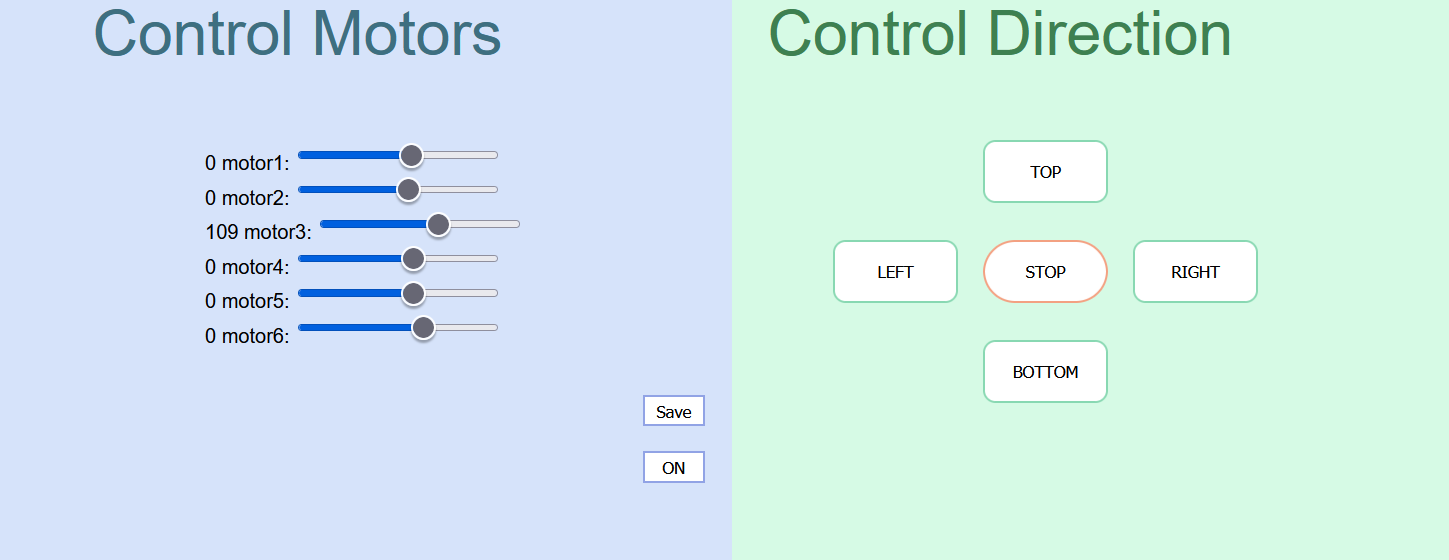 Control Motors
0 motor1:
0 motor2:
109 motor3:
0 motor4:
0 motor5:
0 motor6:
Save
ON
Control Direction
TOP
LEFT STOP RIGHT
BOTTOM